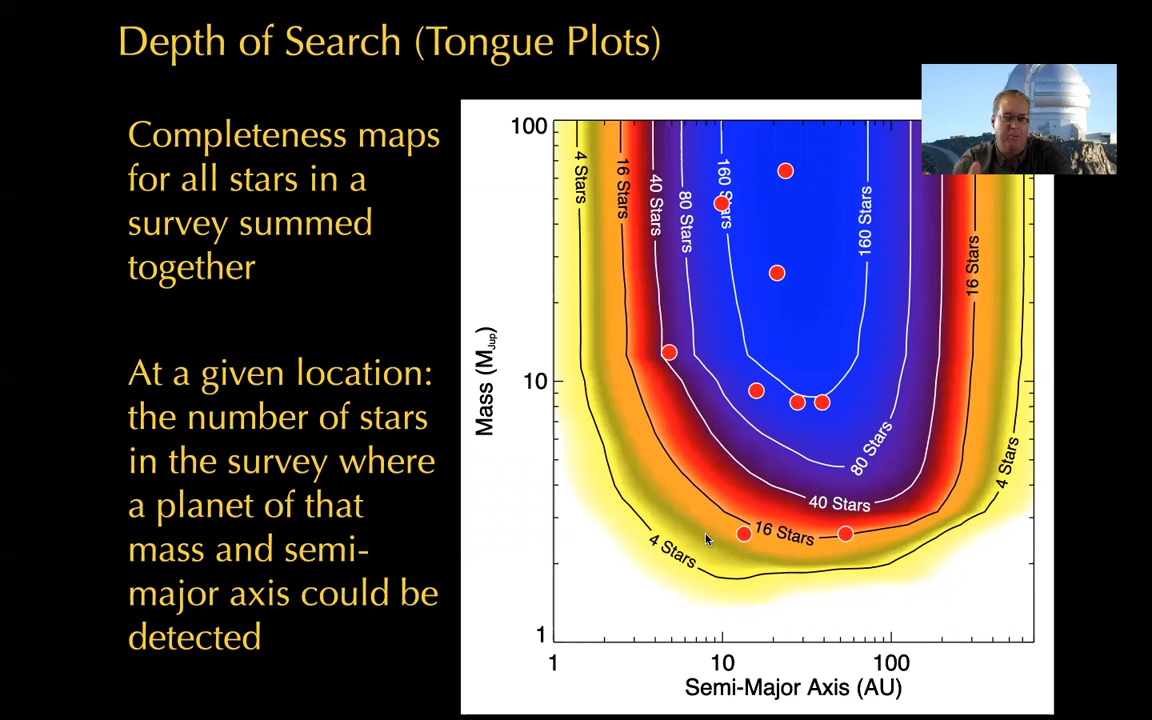 Depth of Search (Tongue Plots)
Completeness maps
for all stars in a
survey summed
together
At a given location:
the number of stars
in the survey where
a planet of that
mass and semi-
major axis could be
detected
100
10
1
Mass (MJup)
4 Stars
16 Stars
40 Stars
80 Stars
160 Stars
160 Stars
16 Stars
80 Stars
4 Stars
40 Stars
16 Stars
4 Stars
1
10
100
Semi-Major Axis (AU)